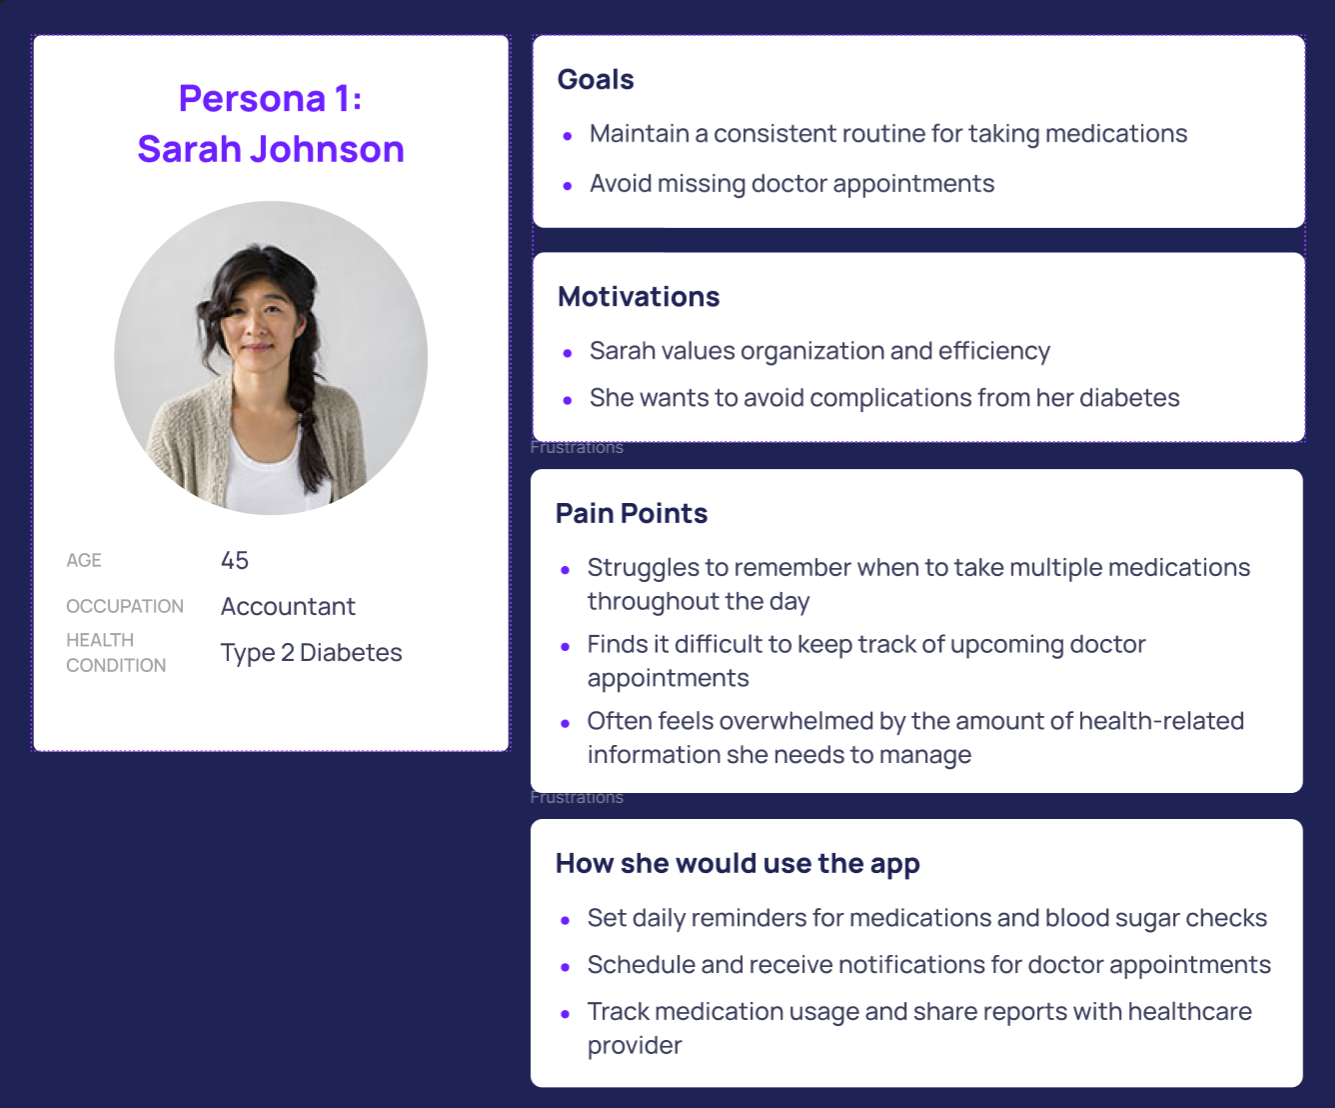 Persona 1:
Sarah Johnson
AGE
45
OCCUPATION
Accountant
HEALTH
CONDITION
Type 2 Diabetes
Goals
Maintain a consistent routine for taking medications
Avoid missing doctor appointments
Motivations
Sarah values organization and efficiency
She wants to avoid complications from her diabetes
Frustrations
Pain Points
Struggles to remember when to take multiple medications
throughout the day
Finds it difficult to keep track of upcoming doctor
appointments
Often feels overwhelmed by the amount of health-related
information she needs to manage
Frustrations
How she would use the app
Set daily reminders for medications and blood sugar checks
Schedule and receive notifications for doctor appointments
Track medication usage and share reports with healthcare
provider